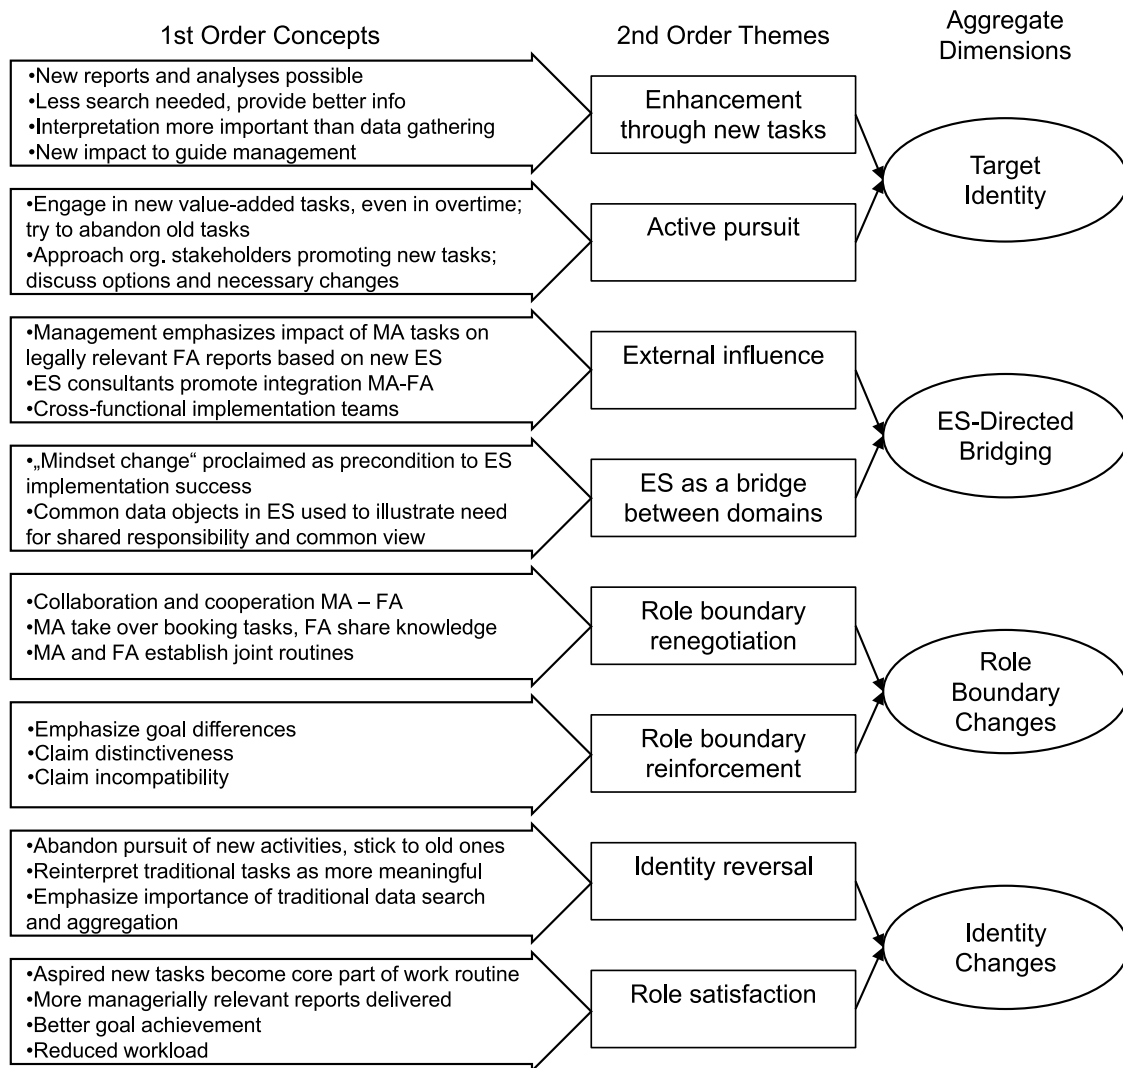 1st Order Concepts
2nd Order Themes
Aggregate
Dimensions
•New reports and analyses possible
•Less search needed, provide better info
•Interpretation more important than data gathering
•New impact to guide management
Enhancement
through new tasks
Target
Identity
•Engage in new value-added tasks, even in overtime;
try to abandon old tasks
•Approach org. stakeholders promoting new tasks;
discuss options and necessary changes
Active pursuit
•Management emphasizes impact of MA tasks on
legally relevant FA reports based on new ES
•ES consultants promote integration MA-FA
•Cross-functional implementation teams
External influence
ES-Directed
Bridging
•„Mindset change“ proclaimed as precondition to ES
implementation success
•Common data objects in ES used to illustrate need
for shared responsibility and common view
ES as a bridge
between domains
•Collaboration and cooperation MA – FA
•MA take over booking tasks, FA share knowledge
•MA and FA establish joint routines
Role boundary
renegotiation
Role
Boundary
Changes
•Emphasize goal differences
•Claim distinctiveness
•Claim incompatibility
Role boundary
reinforcement
•Abandon pursuit of new activities, stick to old ones
•Reinterpret traditional tasks as more meaningful
•Emphasize importance of traditional data search
and aggregation
Identity reversal
Identity
Changes
•Aspired new tasks become core part of work routine
•More managerially relevant reports delivered
•Better goal achievement
•Reduced workload
Role satisfaction